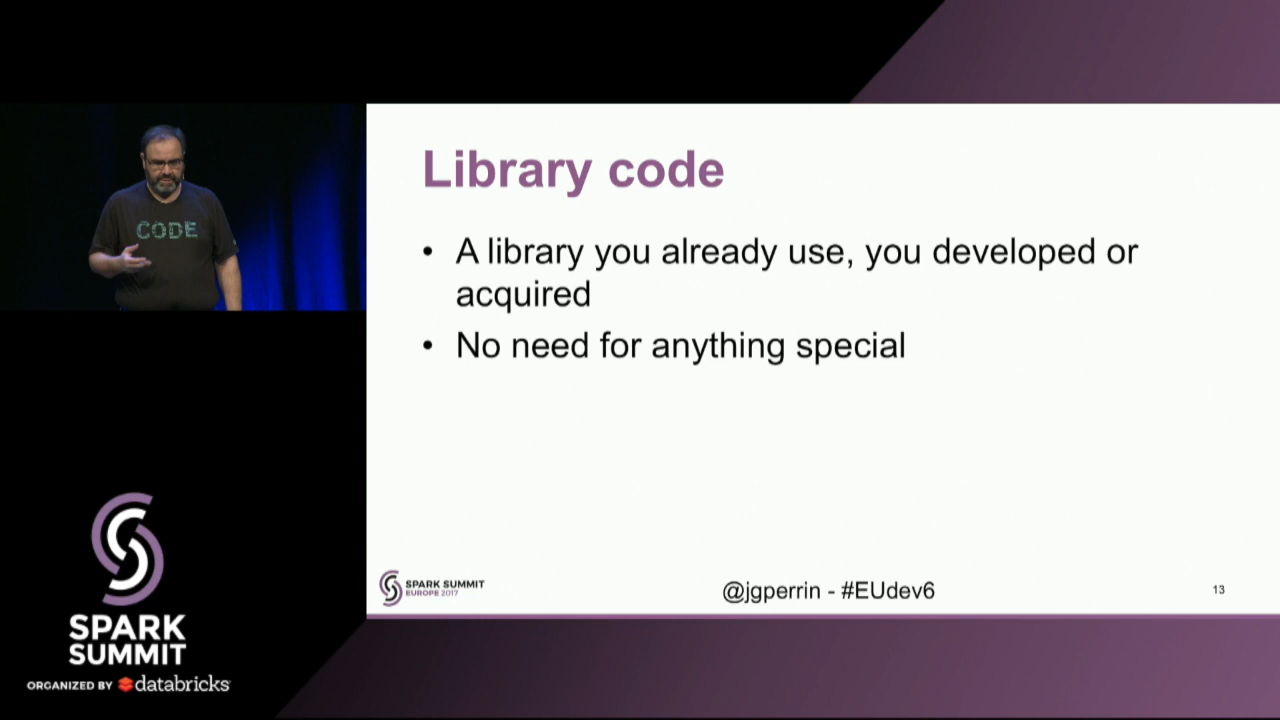 CODE
Library code
• A library you already use, you developed or
acquired
• No need for anything special
SPARK SUMMIT
EUROPE 2017
@jgperrin - #EUdev6
13
SPARK
SUMMIT
ORGANIZED BY databricks